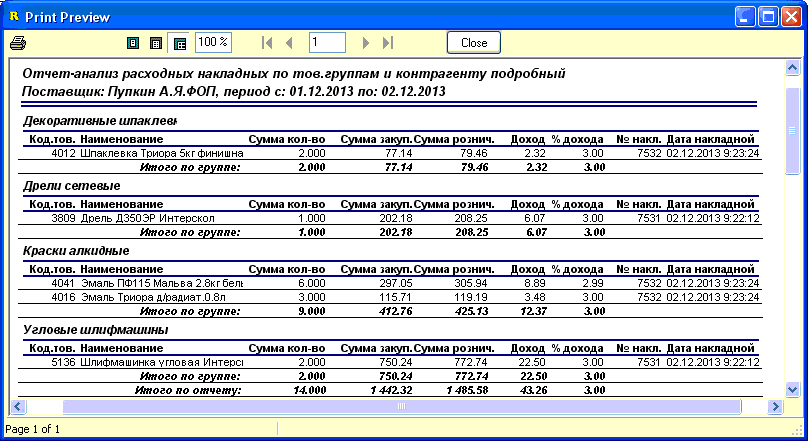 Print Preview
100 % 1 Close
Отчет-анализ расходных накладных по тов.группам и контрагенту подробный
Поставщик: Пупкин А.Я.ФОП, период с: 01.12.2013 по: 02.12.2013
Декоративные шпаклевк
Код.тов. Наименование Сумма кол-во Сумма закуп. Сумма рознич. Доход % дохода № накл. Дата накладной
4012 Шпаклевка Триора 5кг финишна 2.000 77.14 79.46 2.32 3.00 7532 02.12.2013 9:23:24
Итого по группе: 2.000 77.14 79.46 2.32 3.00
Дрели сетевые
Код.тов. Наименование Сумма кол-во Сумма закуп. Сумма рознич. Доход % дохода № накл. Дата накладной
3809 Дрель Д350ЭР Интерскол 1.000 202.18 208.25 6.07 3.00 7531 02.12.2013 9:22:12
Итого по группе: 1.000 202.18 208.25 6.07 3.00
Краски алкидные
Код.тов. Наименование Сумма кол-во Сумма закуп. Сумма рознич. Доход % дохода № накл. Дата накладной
4041 Эмаль ПФ115 Мальва 2.8кг бель 6.000 297.05 305.94 8.89 2.99 7532 02.12.2013 9:23:24
4016 Эмаль Триора д/радиат.0.8л 3.000 115.71 119.19 3.48 3.00 7532 02.12.2013 9:23:24
Итого по группе: 9.000 412.76 425.13 12.37 3.00
Угловые шлифмашины
Код.тов. Наименование Сумма кол-во Сумма закуп. Сумма рознич. Доход % дохода № накл. Дата накладной
5136 Шлифмашинка угловая Интерс 2.000 750.24 772.74 22.50 3.00 7531 02.12.2013 9:22:12
Итого по группе: 2.000 750.24 772.74 22.50 3.00
Итого по отчету: 14.000 1 442.32 1 485.58 43.26 3.00
Page 1 of 1